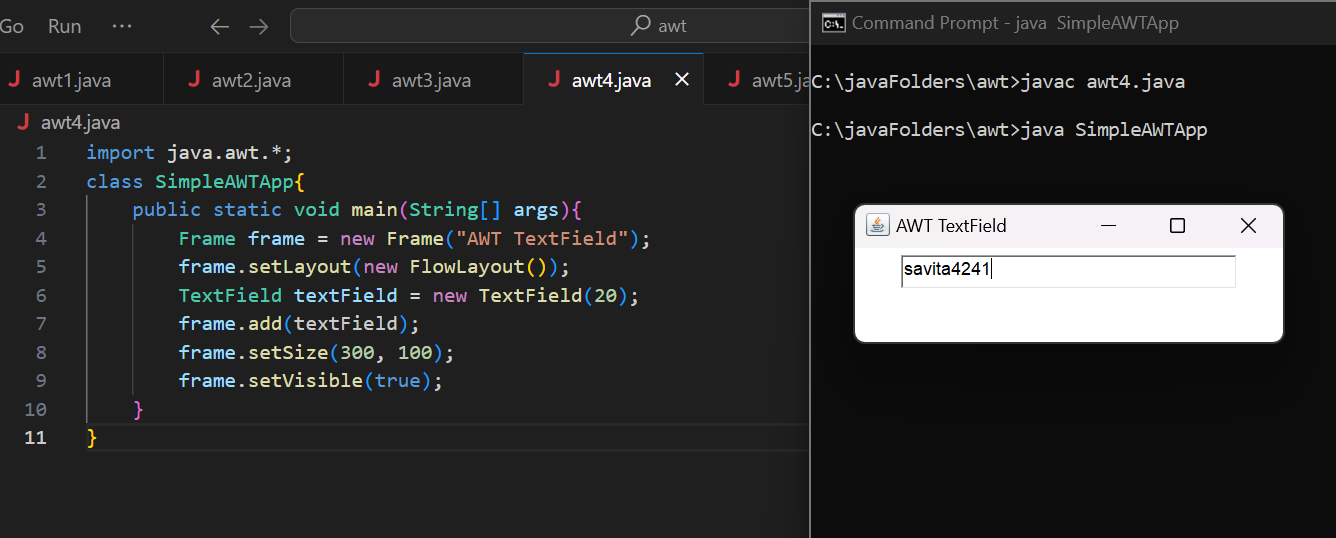 Go Run ··· ← → awt
awt1.java awt2.java awt3.java awt4.java × awt5.ja
awt4.java
1 import java.awt.*;
2 class SimpleAWTApp{
3 public static void main(String[] args){
4 Frame frame = new Frame("AWT TextField");
5 frame.setLayout(new FlowLayout());
6 TextField textField = new TextField(20);
7 frame.add(textField);
8 frame.setSize(300, 100);
9 frame.setVisible(true);
10 }
11 }
Command Prompt - java  SimpleAWTApp
C:\javaFolders\awt>javac awt4.java
C:\javaFolders\awt>java SimpleAWTApp
AWT TextField
savita4241